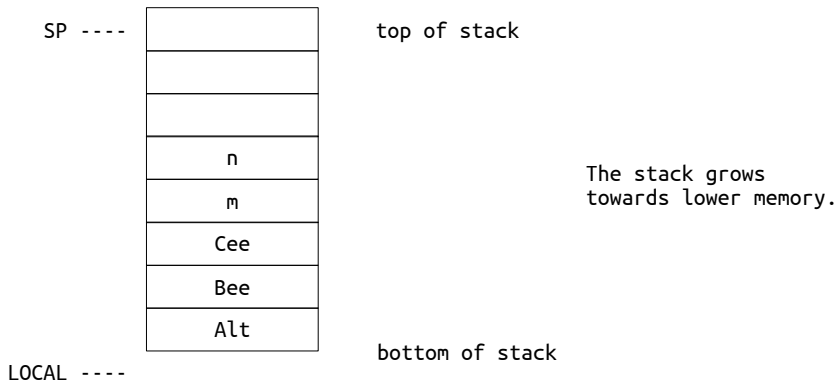 SP ---- top of stack
n
The stack grows
towards lower memory.
m
Cee
Bee
Alt
bottom of stack
LOCAL ----